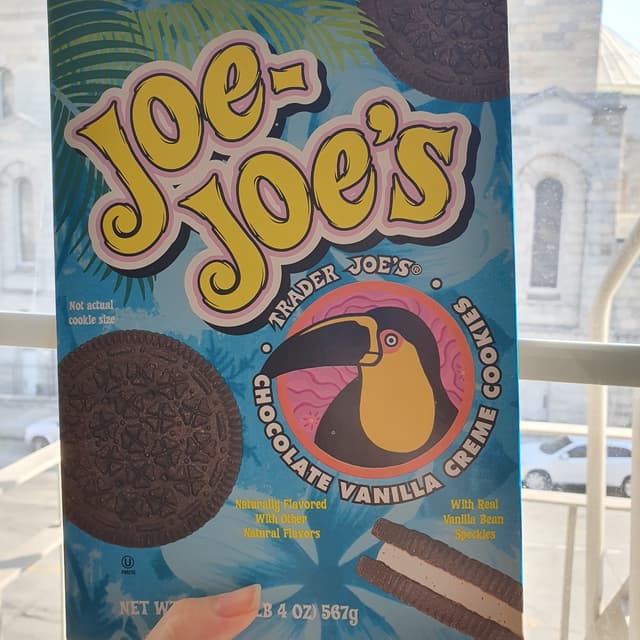 Joe-
Joe's
TRADER JOE'S®
CHOCOLATE VANILLA CREME COOKIES
Not actual
cookie size
Naturally Flavored
With Other
Natural Flavors
With Real
Vanilla Bean
Speckles
U
NET LB 4 OZ) 567g